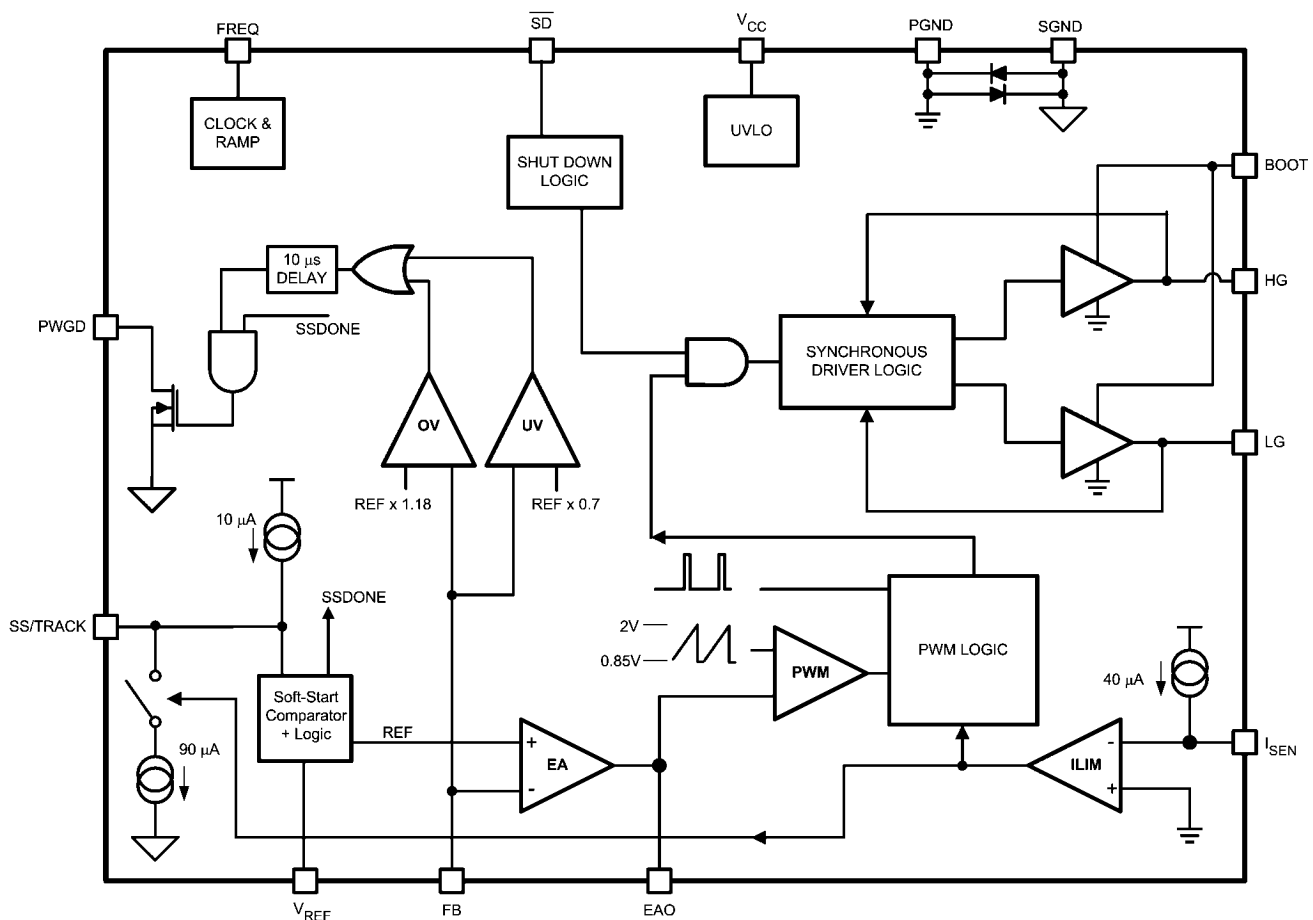 FREQ
SD
VCC
PGND
SGND
CLOCK &
RAMP
UVLO
SHUT DOWN
LOGIC
BOOT
10 μs
DELAY
HG
SSDONE
PWGD
SYNCHRONOUS
DRIVER LOGIC
OV
UV
LG
REF x 1.18
REF x 0.7
10 μA
SSDONE
SS/TRACK
2V
0.85V
PWM
PWM LOGIC
40 μA
Soft-Start
Comparator
+ Logic
REF
+
EA
-
90 μA
-
ILIM
+
ISEN
VREF
FB
EAO